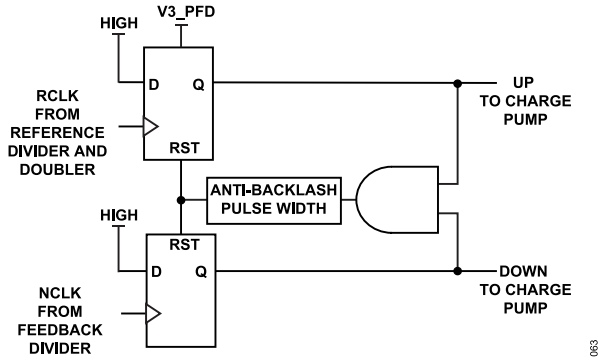 V3_PFD
HIGH
D
Q
UP
TO CHARGE
PUMP
RCLK
FROM
REFERENCE
DIVIDER AND
DOUBLER
RST
ANTI-BACKLASH
PULSE WIDTH
HIGH
RST
D
Q
DOWN
TO CHARGE
PUMP
NCLK
FROM
FEEDBACK
DIVIDER
063